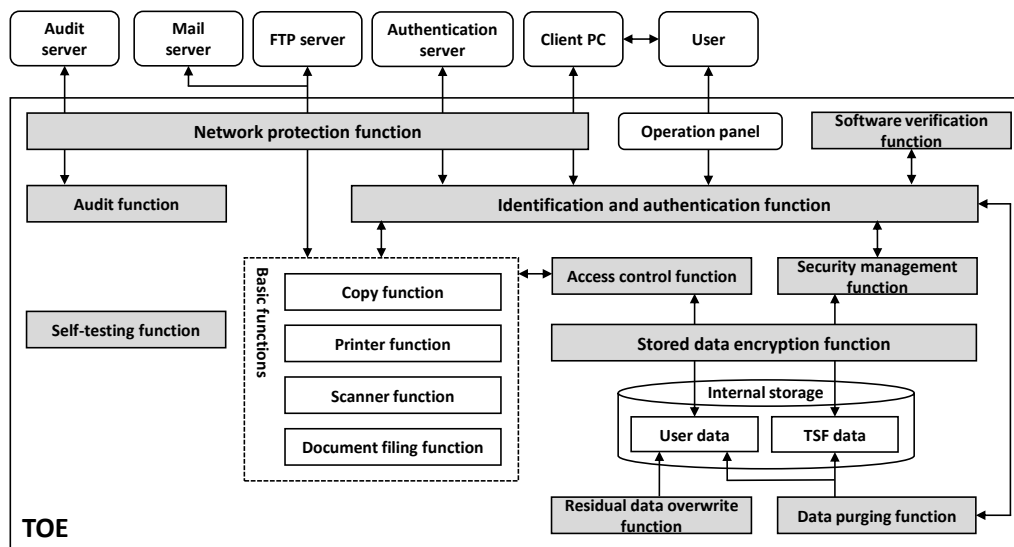 Audit
server
Mail
server
FTP server
Authentication
server
Client PC
User
Network protection function
Operation panel
Software verification
function
Audit function
Identification and authentication function
Basic functions
Copy function
Printer function
Scanner function
Document filing function
Access control function
Security management
function
Self-testing function
Stored data encryption function
Internal storage
User data
TSF data
Residual data overwrite
function
Data purging function
TOE